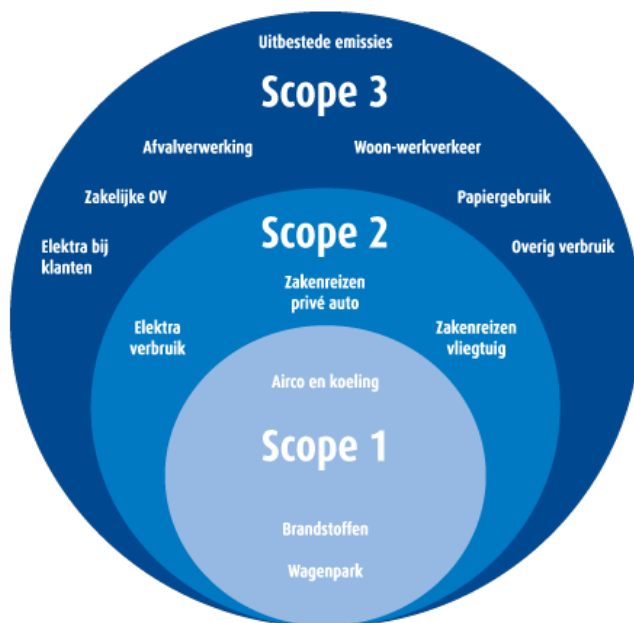 Uitbestede emissies
Scope 3
Afvalverwerking
Woon-werkverkeer
Zakelijke OV
Papiergebruik
Elektra bij
klanten
Overig verbruik
Scope 2
Zakenreizen
privé auto
Elektra
verbruik
Zakenreizen
vliegtuig
Airco en koeling
Scope 1
Brandstoffen
Wagenpark